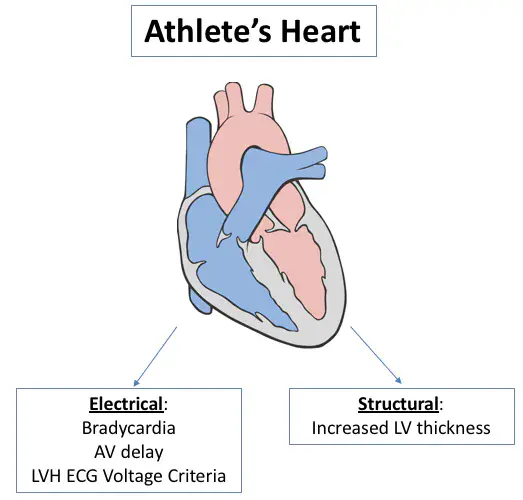 Athlete’s Heart
Electrical:
Bradycardia
AV delay
LVH ECG Voltage Criteria
Structural:
Increased LV thickness